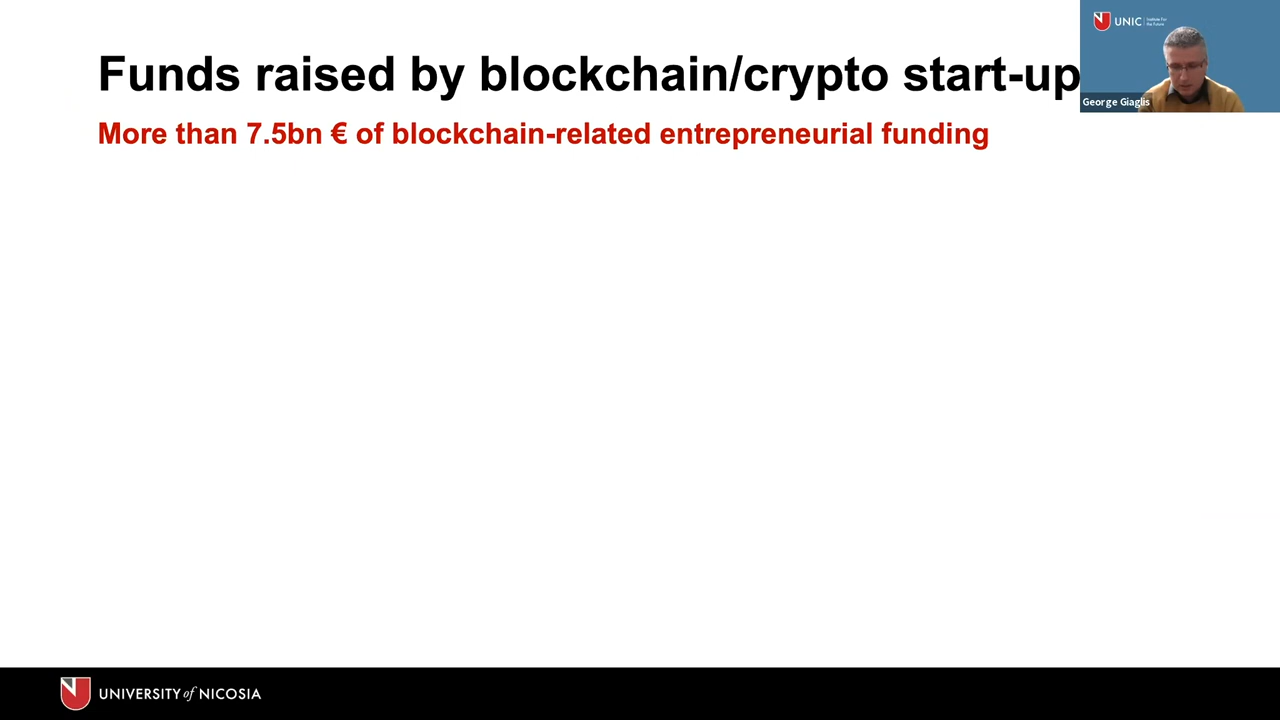 Funds raised by blockchain/crypto start-up
More than 7.5bn € of blockchain-related entrepreneurial funding
UNIC
Institute For
the Future
George Giaglis
UNIVERSITY of NICOSIA